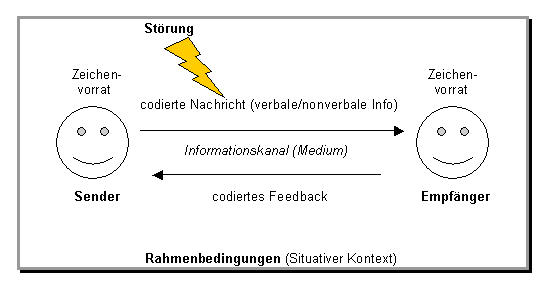 Störung
Zeichen-
vorrat
Zeichen-
vorrat
codierte Nachricht (verbale/nonverbale Info)
Informationskanal (Medium)
Sender
codiertes Feedback
Empfänger
Rahmenbedingungen (Situativer Kontext)